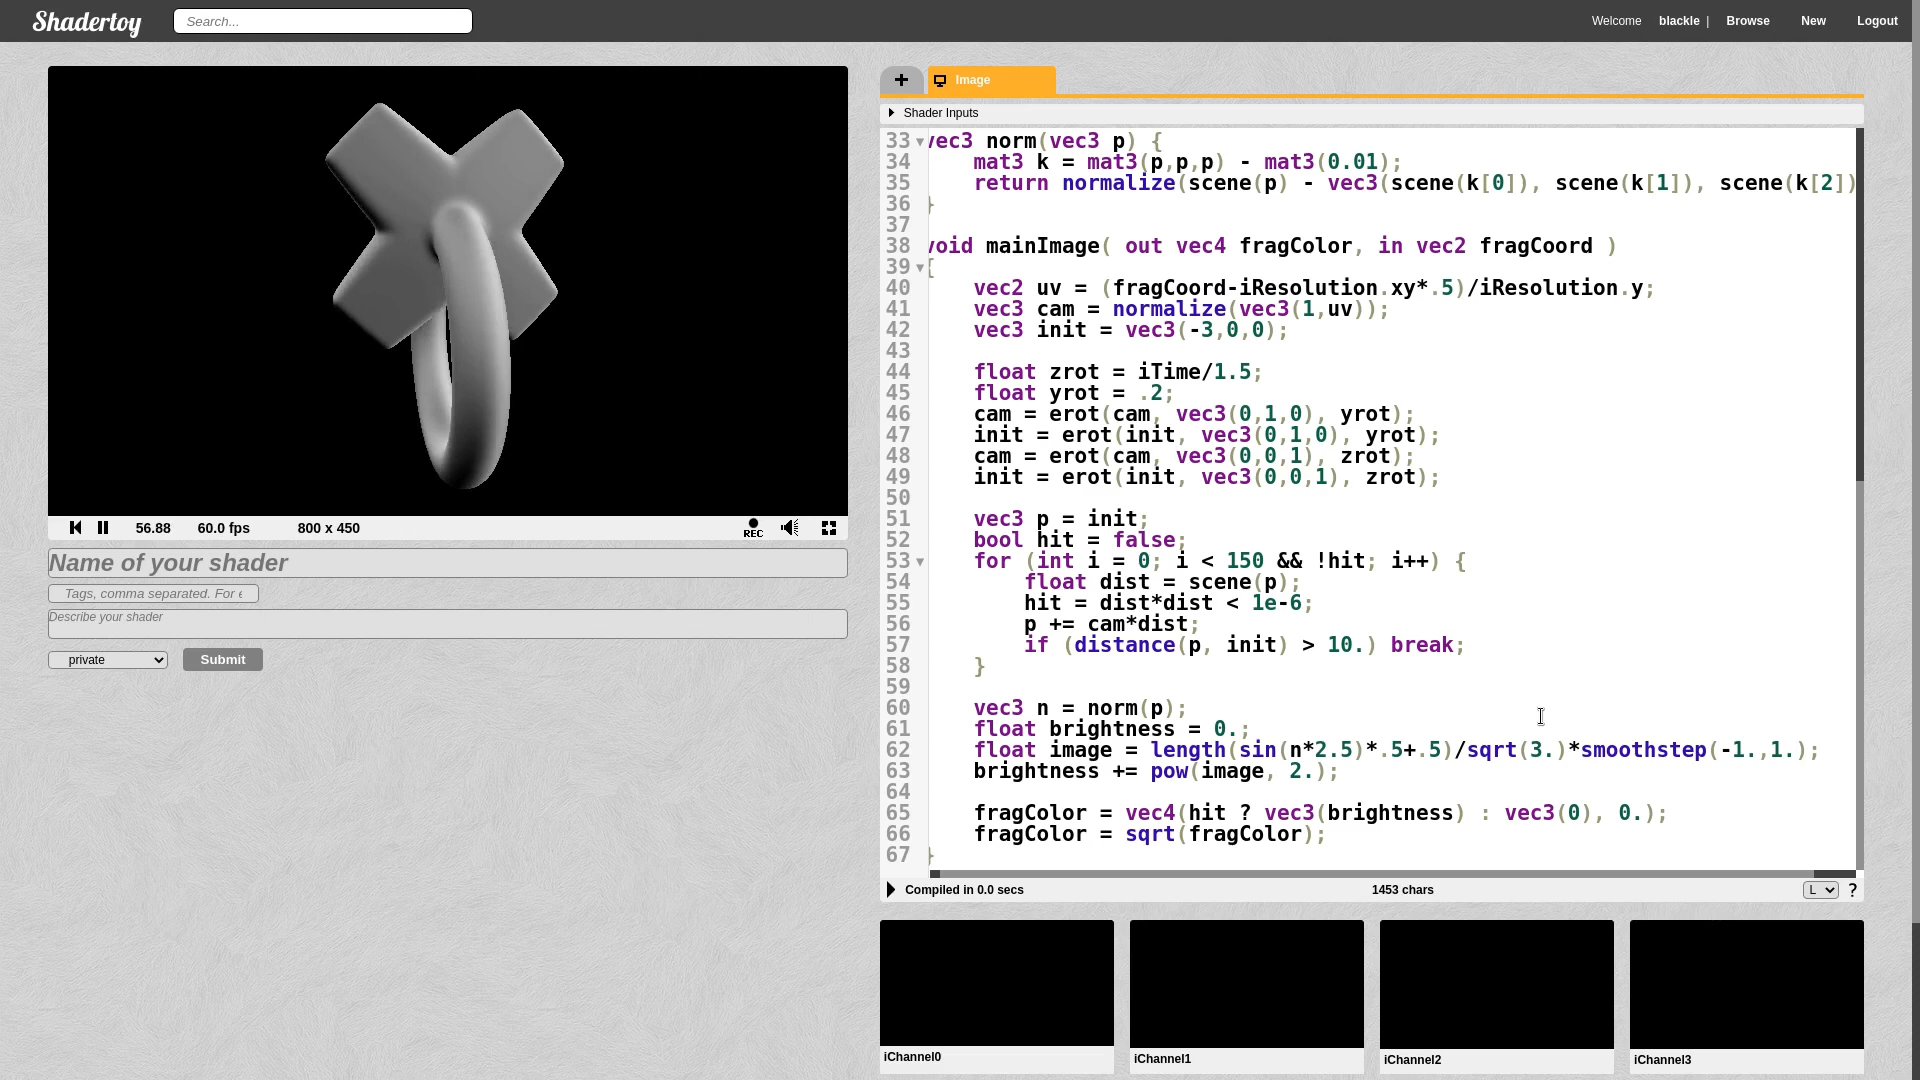 Shadertoy
Search...
Welcome blackle | Browse New Logout
Image
Shader Inputs
33 vec3 norm(vec3 p) {
34 mat3 k = mat3(p,p,p) - mat3(0.01);
35 return normalize(scene(p) - vec3(scene(k[0]), scene(k[1]), scene(k[2])
36 }
37
38 void mainImage( out vec4 fragColor, in vec2 fragCoord )
39 {
40 vec2 uv = (fragCoord-iResolution.xy*.5)/iResolution.y;
41 vec3 cam = normalize(vec3(1,uv));
42 vec3 init = vec3(-3,0,0);
43
44 float zrot = iTime/1.5;
45 float yrot = .2;
46 cam = erot(cam, vec3(0,1,0), yrot);
47 init = erot(init, vec3(0,1,0), yrot);
48 cam = erot(cam, vec3(0,0,1), zrot);
49 init = erot(init, vec3(0,0,1), zrot);
50
51 vec3 p = init;
52 bool hit = false;
53 for (int i = 0; i < 150 && !hit; i++) {
54 float dist = scene(p);
55 hit = dist*dist < 1e-6;
56 p += cam*dist;
57 if (distance(p, init) > 10.) break;
58 }
59
60 vec3 n = norm(p);
61 float brightness = 0.;
62 float image = length(sin(n*2.5)*.5+.5)/sqrt(3.)*smoothstep(-1.,1.);
63 brightness += pow(image, 2.);
64
65 fragColor = vec4(hit ? vec3(brightness) : vec3(0), 0.);
66 fragColor = sqrt(fragColor);
67 }
56.88 60.0 fps 800 x 450
REC
Name of your shader
Tags, comma separated. For e
Describe your shader
private Submit
Compiled in 0.0 secs 1453 chars L ?
iChannel0 iChannel1 iChannel2 iChannel3